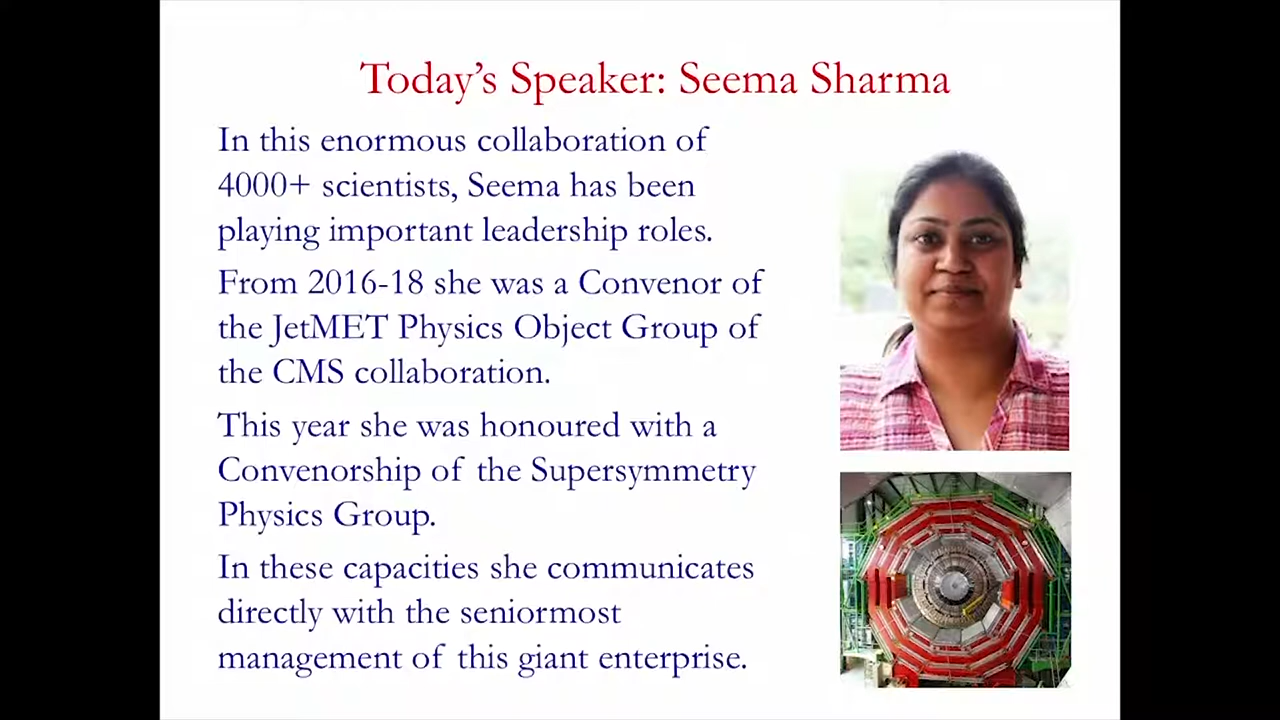 Today’s Speaker: Seema Sharma
In this enormous collaboration of
4000+ scientists, Seema has been
playing important leadership roles.
From 2016-18 she was a Convenor of
the JetMET Physics Object Group of
the CMS collaboration.
This year she was honoured with a
Convenorship of the Supersymmetry
Physics Group.
In these capacities she communicates
directly with the seniormost
management of this giant enterprise.